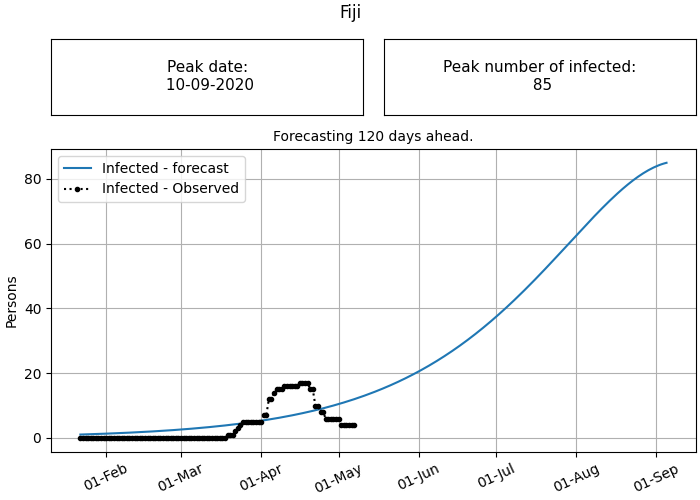 Fiji
Peak date:
10-09-2020
Peak number of infected:
85
Forecasting 120 days ahead.
Infected - forecast
Infected - Observed
Persons
80
60
40
20
0
01-Feb
01-Mar
01-Apr
01-May
01-Jun
01-Jul
01-Aug
01-Sep